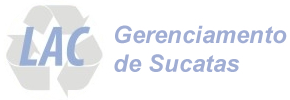 LAC
Gerenciamento
de Sucatas